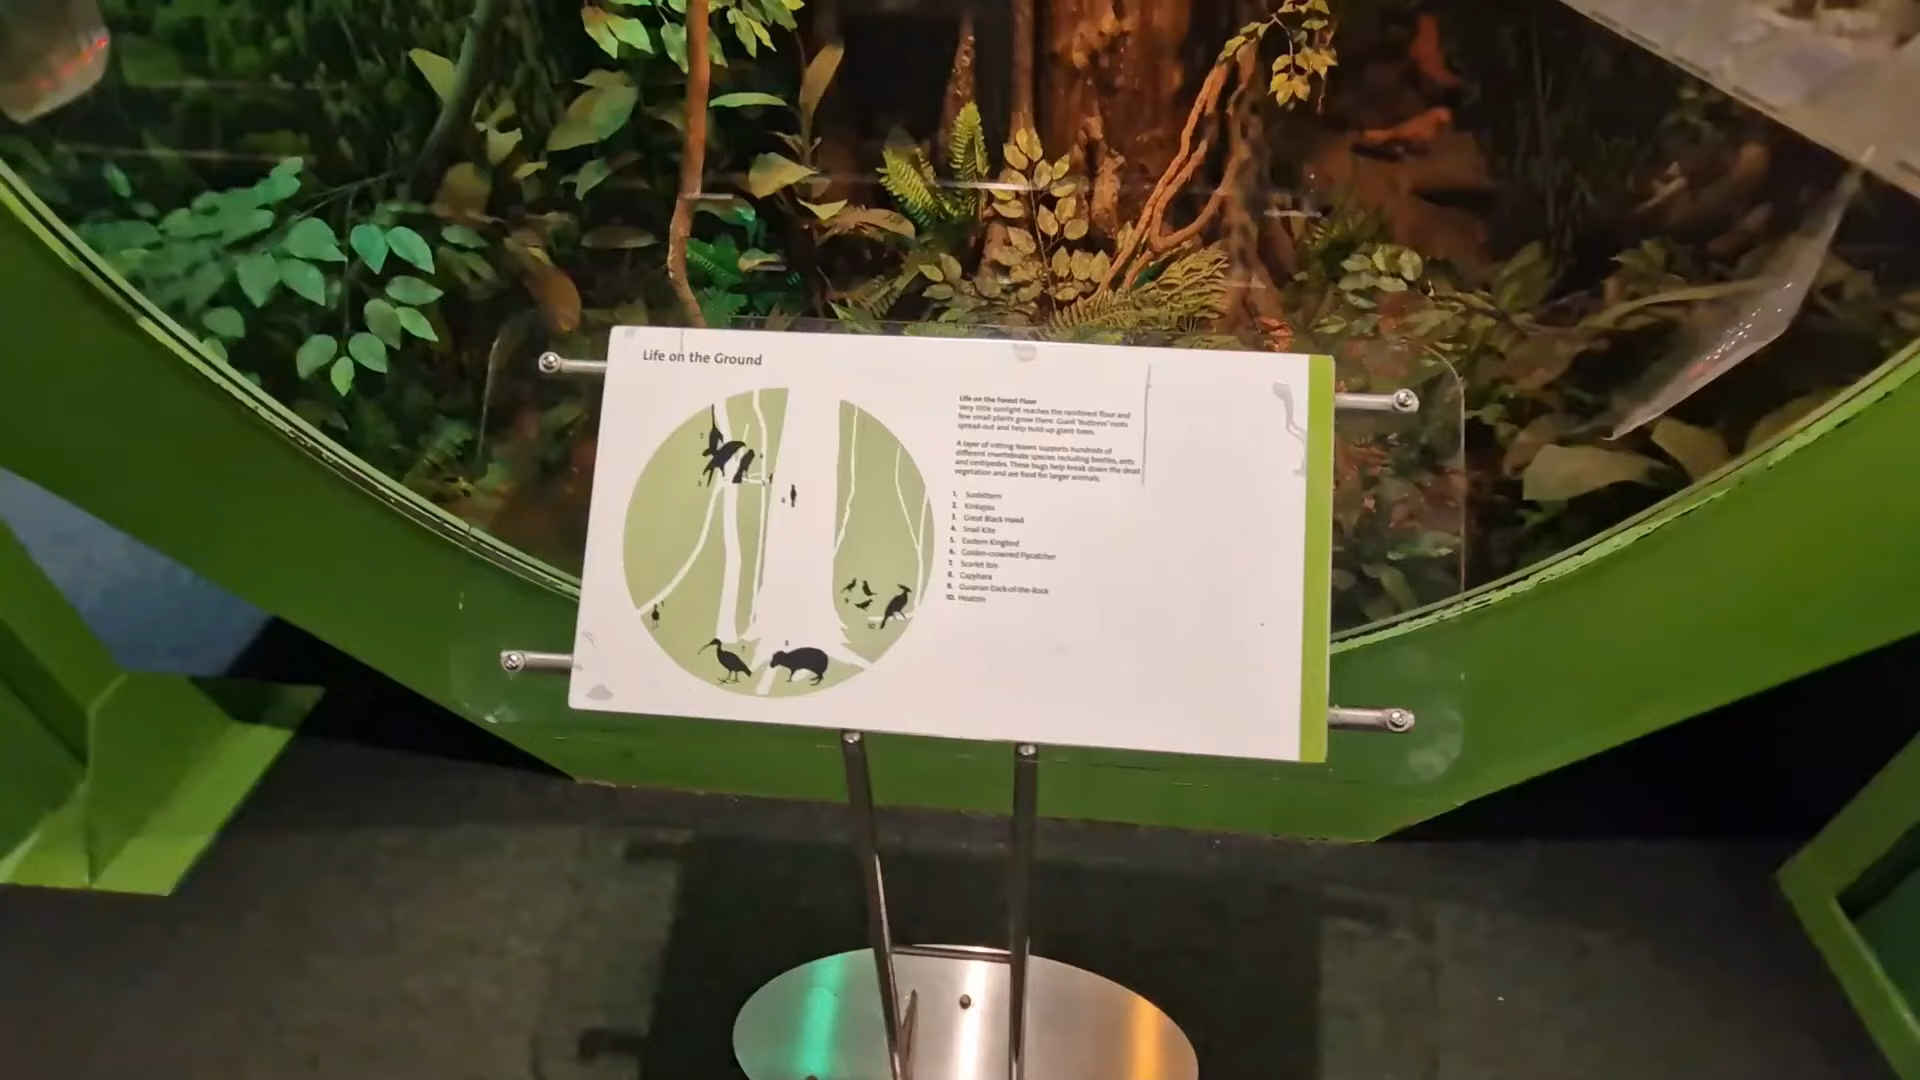 Life on the Ground
Life on the Forest Floor
Very little sunlight reaches the rainforest floor and
few small plants grow there. Giant 'buttress' roots
spread-out and help hold-up giant trees.
A layer of rotting leaves supports hundreds of
different invertebrate species including beetles, ants
and centipedes. These bugs help break down the dead
vegetation and are food for larger animals.
1. Sunbittern
2. Kinkajou
3. Great Black Hawk
4. Snail Kite
5. Eastern Kingbird
6. Golden-crowned Flycatcher
7. Scarlet Ibis
8. Capybara
9. Guianan Cock-of-the-Rock
10. Hoatzin